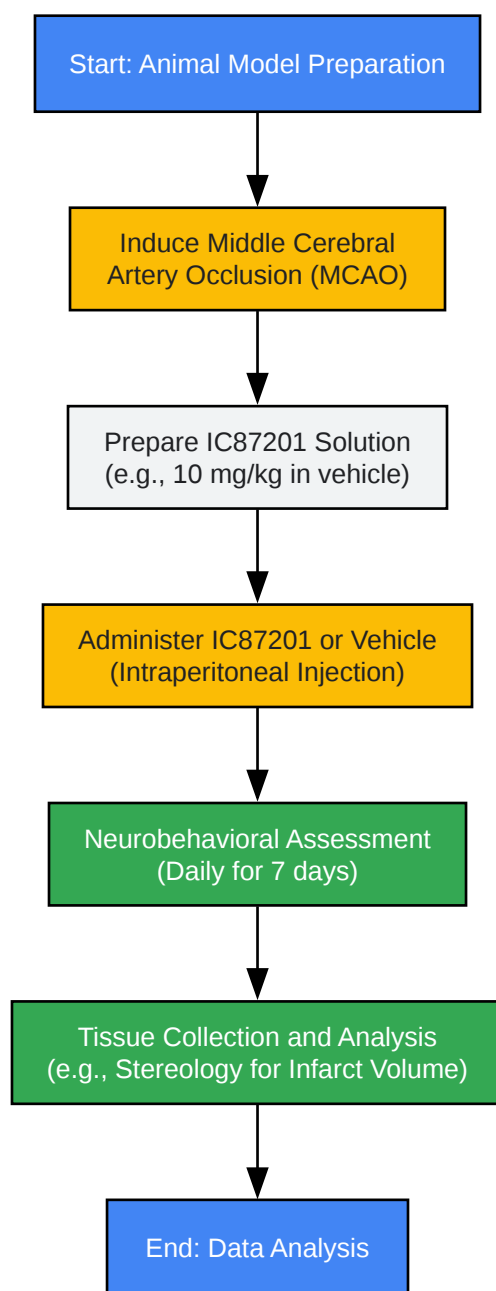 Start: Animal Model Preparation
Induce Middle Cerebral
Artery Occlusion (MCAO)
Prepare IC87201 Solution
(e.g., 10 mg/kg in vehicle)
Administer IC87201 or Vehicle
(Intraperitoneal Injection)
Neurobehavioral Assessment
(Daily for 7 days)
Tissue Collection and Analysis
(e.g., Stereology for Infarct Volume)
End: Data Analysis